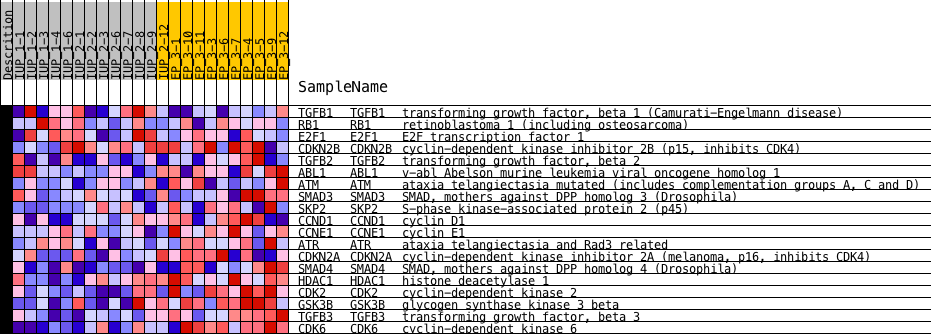 Descrition
IUP_1-1
IUP_1-2
IUP_1-3
IUP_1-4
IUP_1-6
IUP_2-1
IUP_2-2
IUP_2-3
IUP_2-6
IUP_2-7
IUP_2-8
IUP_2-9
IUP_2-12
EP_3-1
EP_3-10
EP_3-11
EP_3-3
EP_3-6
EP_3-7
EP_3-4
EP_3-5
EP_3-9
EP_3-12
SampleName
TGFB1 TGFB1 transforming growth factor, beta 1 (Camurati-Engelmann disease)
RB1 RB1 retinoblastoma 1 (including osteosarcoma)
E2F1 E2F1 E2F transcription factor 1
CDKN2B CDKN2B cyclin-dependent kinase inhibitor 2B (p15, inhibits CDK4)
TGFB2 TGFB2 transforming growth factor, beta 2
ABL1 ABL1 v-abl Abelson murine leukemia viral oncogene homolog 1
ATM ATM ataxia telangiectasia mutated (includes complementation groups A, C and D)
SMAD3 SMAD3 SMAD, mothers against DPP homolog 3 (Drosophila)
SKP2 SKP2 S-phase kinase-associated protein 2 (p45)
CCND1 CCND1 cyclin D1
CCNE1 CCNE1 cyclin E1
ATR ATR ataxia telangiectasia and Rad3 related
CDKN2A CDKN2A cyclin-dependent kinase inhibitor 2A (melanoma, p16, inhibits CDK4)
SMAD4 SMAD4 SMAD, mothers against DPP homolog 4 (Drosophila)
HDAC1 HDAC1 histone deacetylase 1
CDK2 CDK2 cyclin-dependent kinase 2
GSK3B GSK3B glycogen synthase kinase 3 beta
TGFB3 TGFB3 transforming growth factor, beta 3
CDK6 CDK6 cyclin-dependent kinase 6